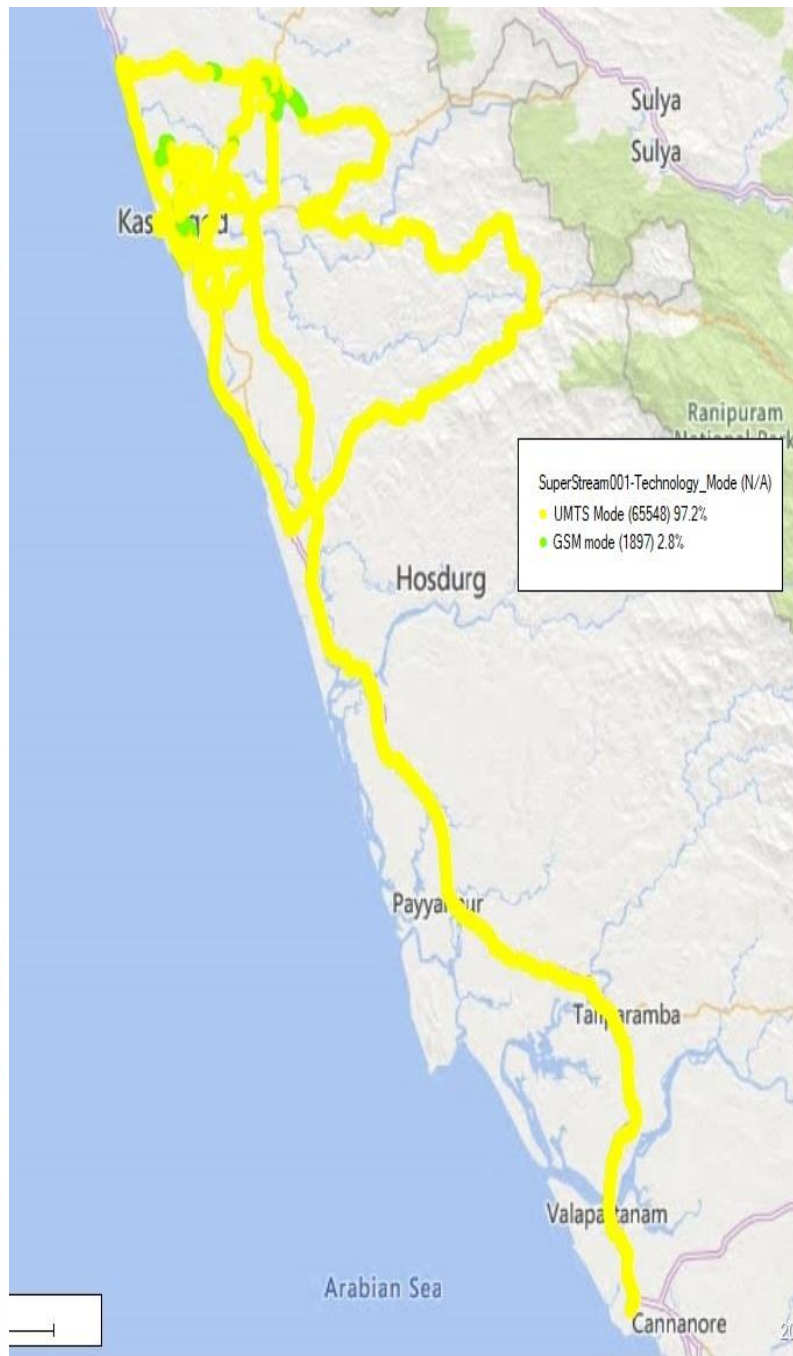 Sulya
Sulya
Ranipuram
SuperStream001-Technology_Mode (N/A)
UMTS Mode (65548) 97.2%
GSM mode (1897) 2.8%
Hosdurg
Arabian Sea
Cannanore